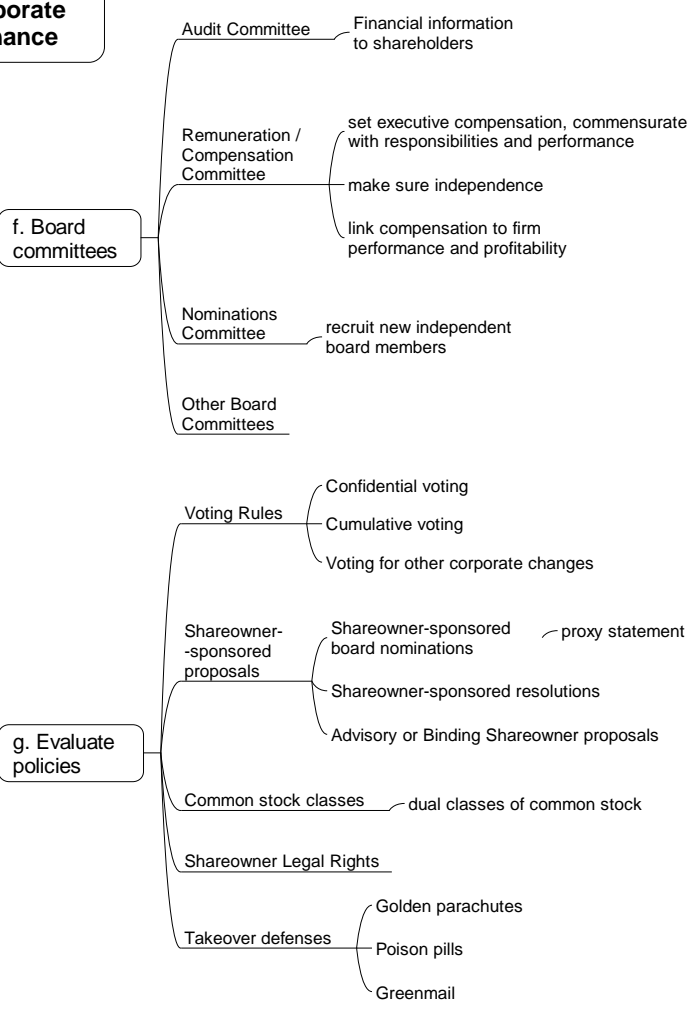 Audit Committee
Financial information
to shareholders
Remuneration /
Compensation
Committee
set executive compensation, commensurate
with responsibilities and performance
make sure independence
link compensation to firm
performance and profitability
f. Board
committees
Nominations
Committee
recruit new independent
board members
Other Board
Committees
Voting Rules
Confidential voting
Cumulative voting
Voting for other corporate changes
Shareowner-
-sponsored
proposals
Shareowner-sponsored
board nominations
proxy statement
Shareowner-sponsored resolutions
Advisory or Binding Shareowner proposals
g. Evaluate
policies
Common stock classes
dual classes of common stock
Shareowner Legal Rights
Takeover defenses
Golden parachutes
Poison pills
Greenmail